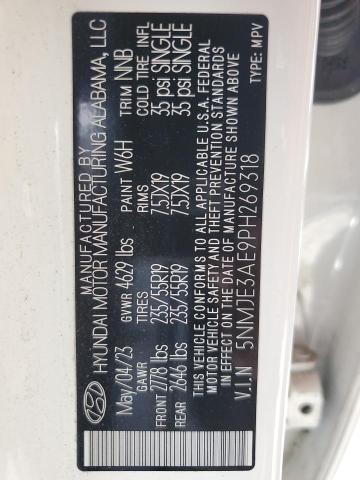 MANUFACTURED BY
HYUNDAI MOTOR MANUFACTURING ALABAMA, LLC
May/04/23 GVWR 4629 lbs PAINT W6H TRIM NNB
GAWR TIRES RIMS COLD TIRE INFL
FRONT 2778 lbs 235/55R19 7.5JX19 35 psi SINGLE
REAR 2646 lbs 235/55R19 7.5JX19 35 psi SINGLE
THIS VEHICLE CONFORMS TO ALL APPLICABLE U.S.A. FEDERAL
MOTOR VEHICLE SAFETY AND THEFT PREVENTION STANDARDS
IN EFFECT ON THE DATE OF MANUFACTURE SHOWN ABOVE
V.I.N 5NMJE3AE9PH269318 TYPE: MPV